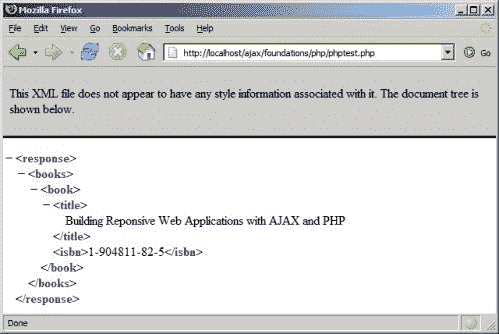 Mozilla Firefox
File Edit View Go Bookmarks Tools Help
http://localhost/ajax/foundations/php/phptest.php Go
This XML file does not appear to have any style information associated with it. The document tree is
shown below.
− <response>
− <books>
− <book>
− <title>
Building Reponsive Web Applications with AJAX and PHP
</title>
<isbn>1-904811-82-5</isbn>
</book>
</books>
</response>
Done